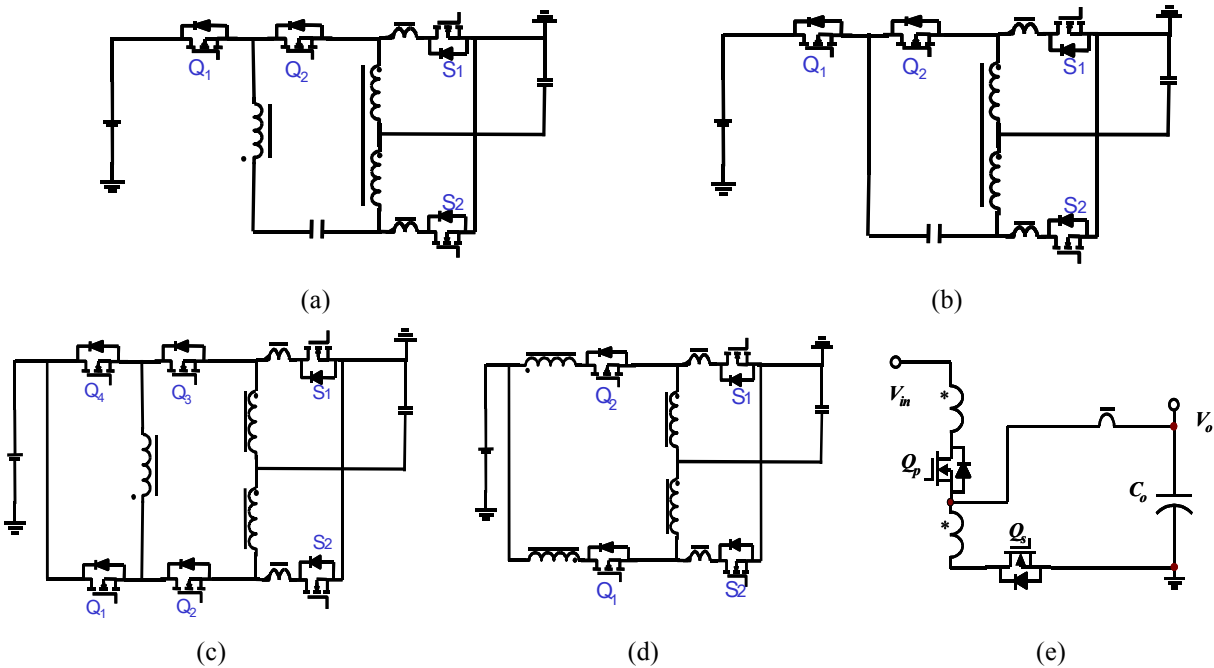 Q1
Q2
S1
S2
(a)
Q1
Q2
S1
S2
(b)
Q4
Q3
S1
S2
Q1
Q2
(c)
Q2
S1
Q1
S2
(d)
Vin
*
Vo
Qp
Co
*
Qs
(e)